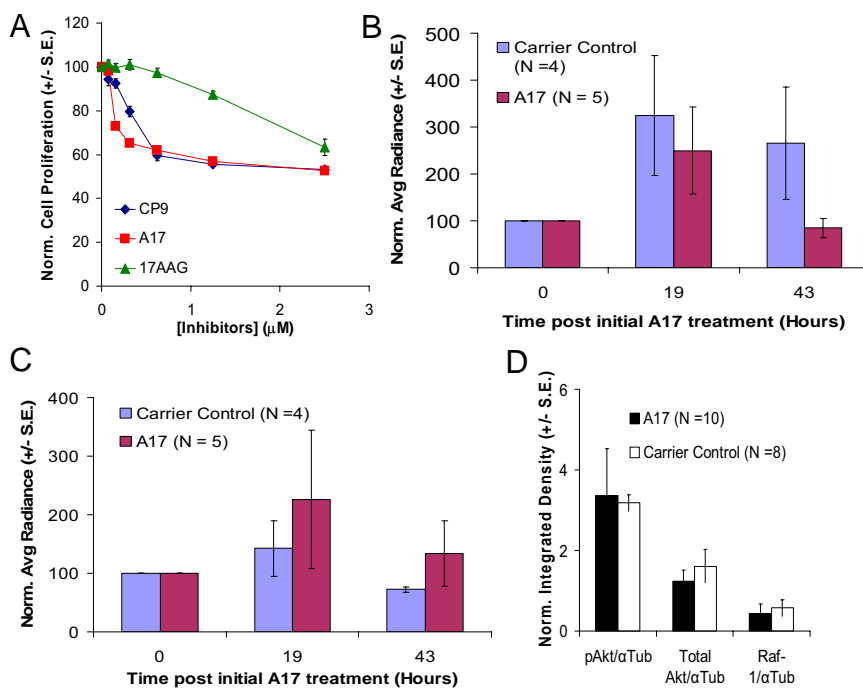 A
Norm. Cell Proliferation (+/- S.E.)
120
100
80
60
40
20
0
CP9
A17
17AAG
0
1
2
3
[Inhibitors] (μM)
B
Norm. Avg Radiance (+/- S.E.)
500
400
300
200
100
0
Carrier Control
(N =4)
A17 (N = 5)
0
19
43
Time post initial A17 treatment (Hours)
C
Norm. Avg Radiance (+/- S.E.)
400
300
200
100
0
Carrier Control (N =4)
A17 (N = 5)
0
19
43
Time post initial A17 treatment (Hours)
D
Norm. Integrated Density (+/- S.E.)
6
4
2
0
A17 (N =10)
Carrier Control (N =8)
pAkt/αTub
Total
Akt/αTub
Raf-
1/αTub